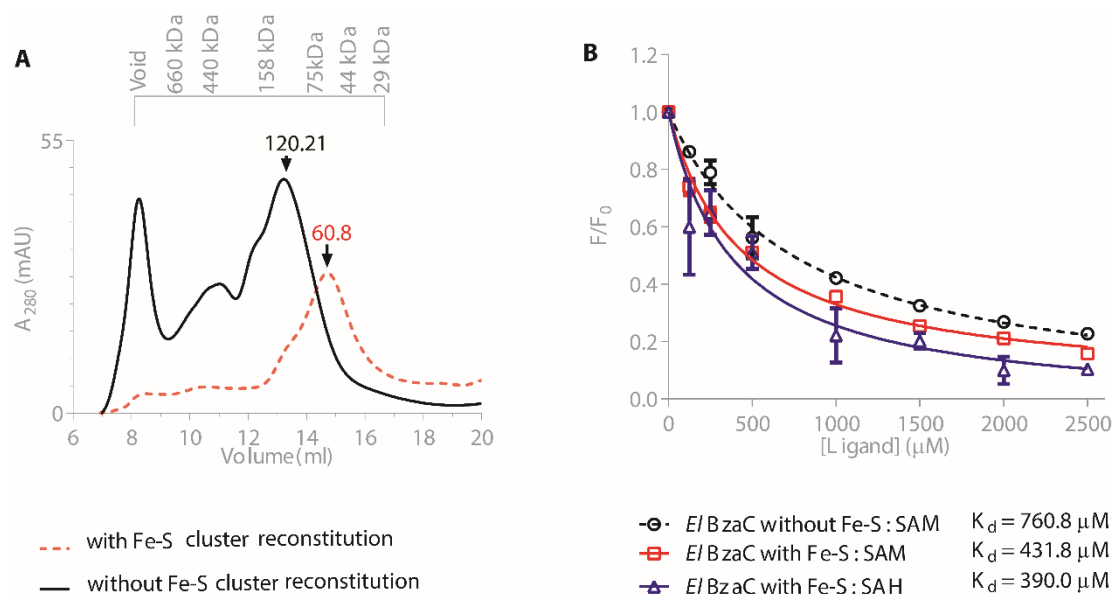 A
Void
660 kDa
440 kDa
158 kDa
75kDa
44 kDa
29 kDa
55
120.21
60.8
A280 (mAU)
0
6 8 10 12 14 16 18 20
Volume(ml)
with Fe-S cluster reconstitution
without Fe-S cluster reconstitution
B
1.2
1.0
0.8
0.6
0.4
0.2
0.0
F/F0
0 500 1000 1500 2000 2500
[L igand] (μM)
El BzaC without Fe-S : SAM Kd = 760.8 μM
El BzaC with Fe-S : SAM Kd = 431.8 μM
El BzaC with Fe-S : SAH Kd = 390.0 μM